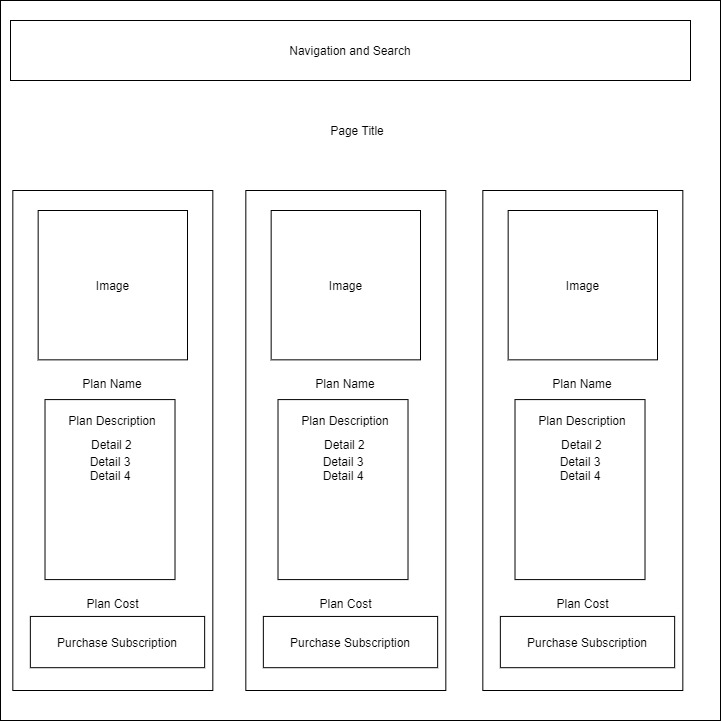 Navigation and Search
Page Title
Image
Plan Name
Plan Description
Detail 2
Detail 3
Detail 4
Plan Cost
Purchase Subscription
Image
Plan Name
Plan Description
Detail 2
Detail 3
Detail 4
Plan Cost
Purchase Subscription
Image
Plan Name
Plan Description
Detail 2
Detail 3
Detail 4
Plan Cost
Purchase Subscription